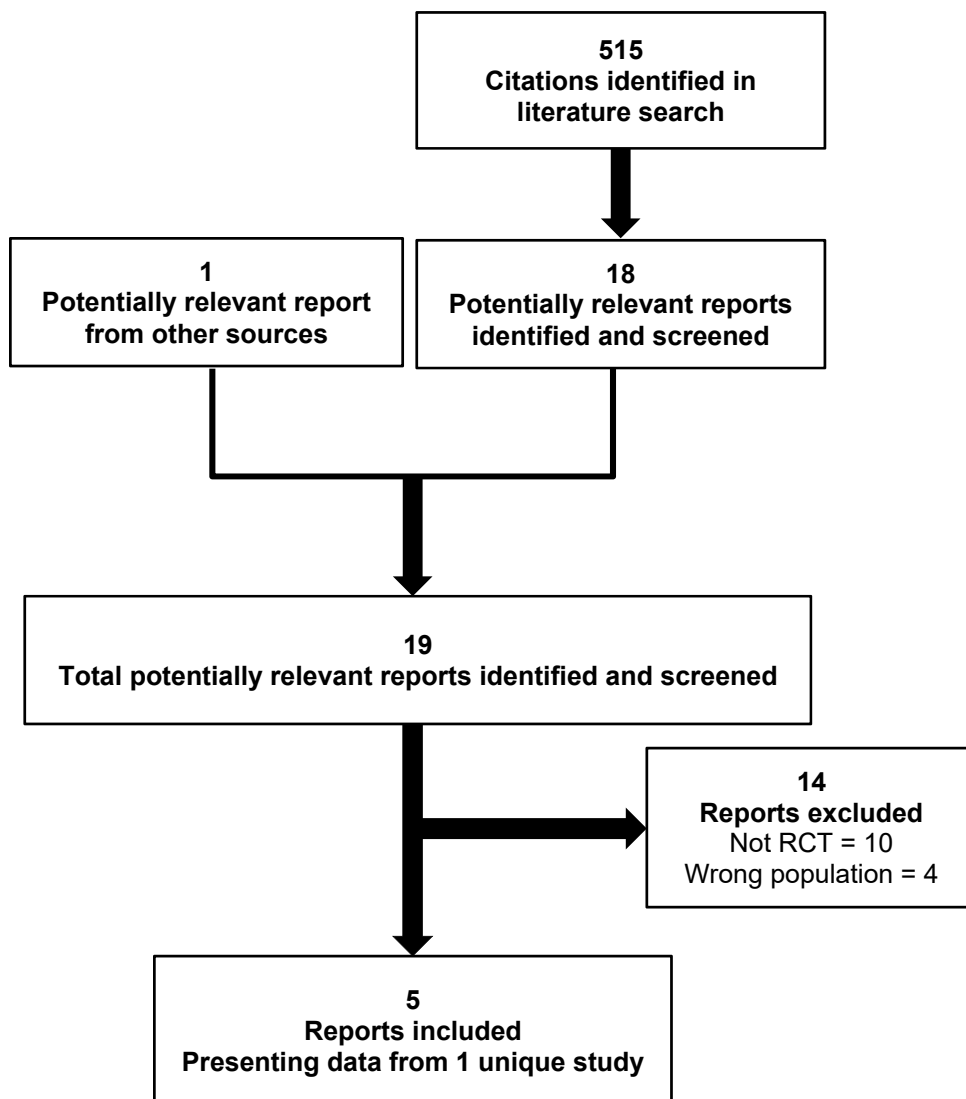 515
Citations identified in
literature search
1
Potentially relevant report
from other sources
18
Potentially relevant reports
identified and screened
19
Total potentially relevant reports identified and screened
14
Reports excluded
Not RCT = 10
Wrong population = 4
5
Reports included
Presenting data from 1 unique study